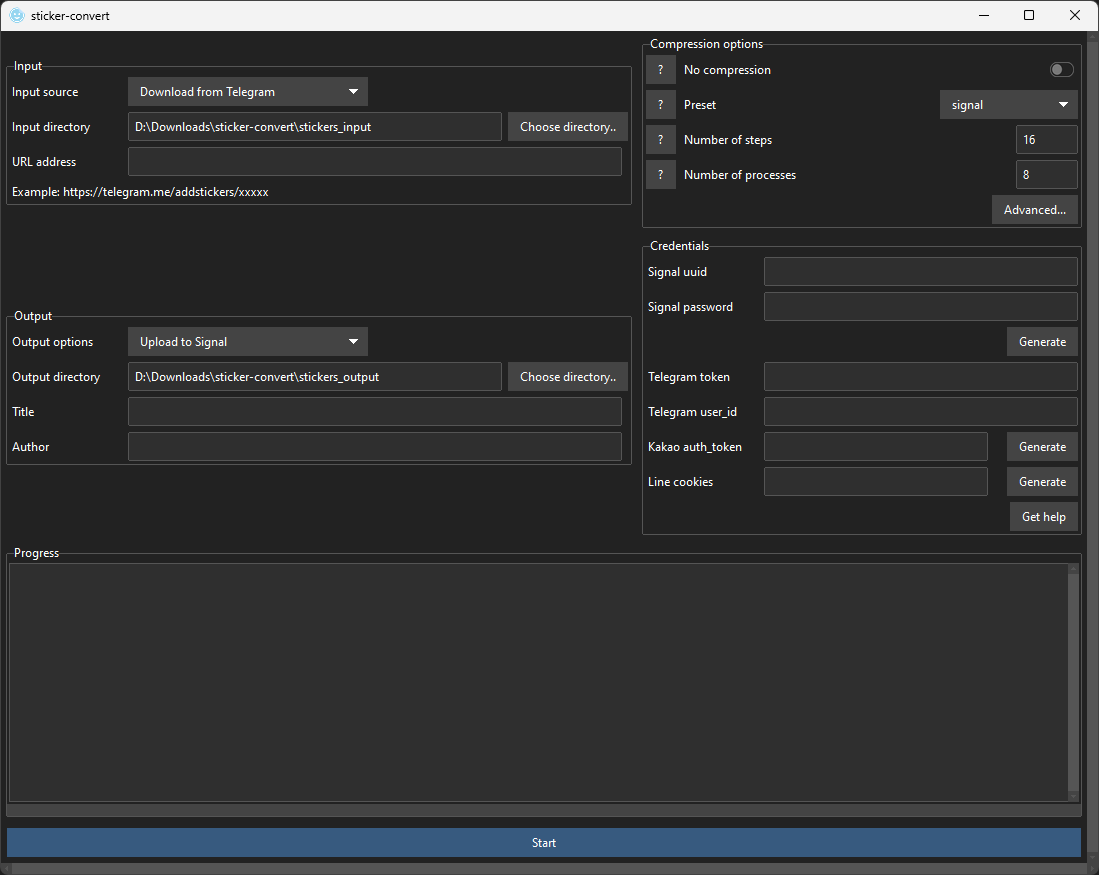 sticker-convert
Input
Input source
Download from Telegram
Input directory
D:\Downloads\sticker-convert\stickers_input
Choose directory..
URL address
Example: https://telegram.me/addstickers/xxxxx
Output
Output options
Upload to Signal
Output directory
D:\Downloads\sticker-convert\stickers_output
Choose directory..
Title
Author
Compression options
? No compression
? Preset
signal
? Number of steps
16
? Number of processes
8
Advanced...
Credentials
Signal uuid
Signal password
Generate
Telegram token
Telegram user_id
Kakao auth_token
Generate
Line cookies
Generate
Get help
Progress
Start